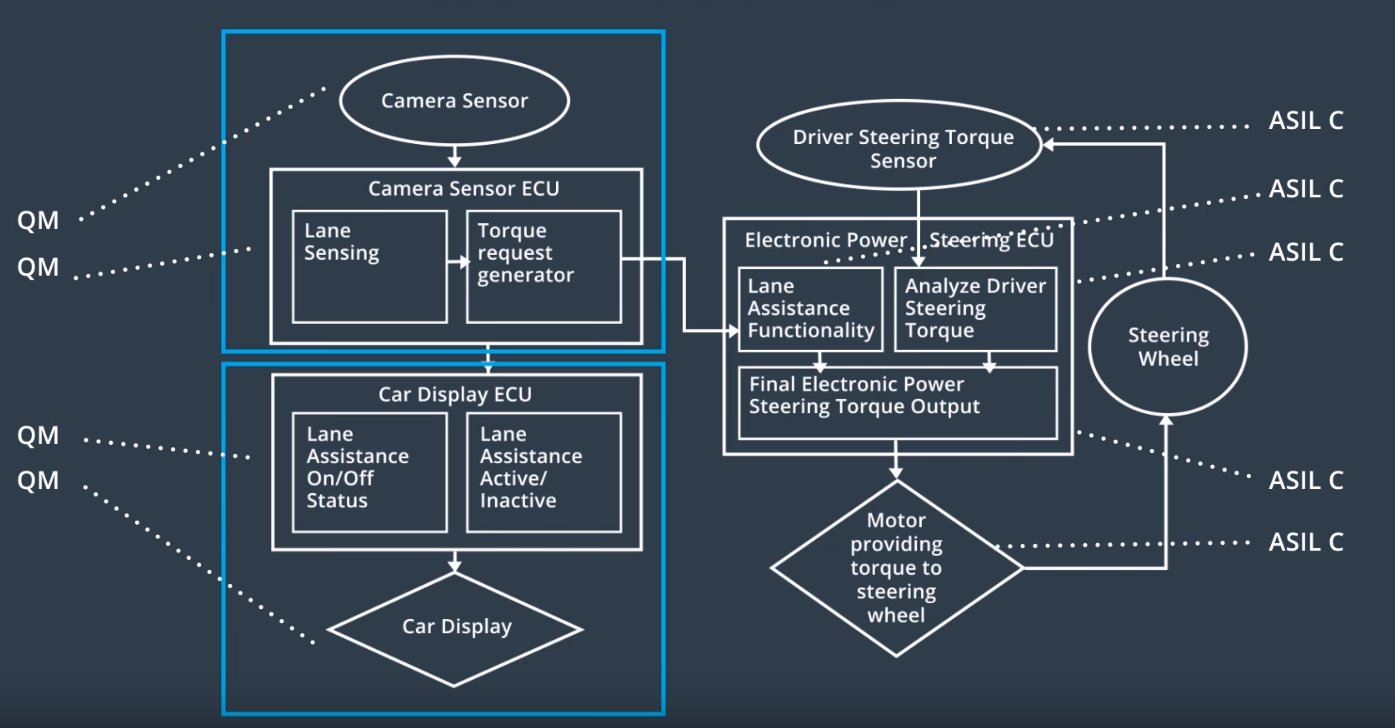 Camera Sensor
Camera Sensor ECU
Lane
Sensing
Torque
request
generator
QM
QM
Car Display ECU
Lane
Assistance
On/Off
Status
Lane
Assistance
Active/
Inactive
QM
QM
Car Display
Driver Steering Torque
Sensor
Electronic Power Steering ECU
Lane
Assistance
Functionality
Analyze Driver
Steering
Torque
Final Electronic Power
Steering Torque Output
Motor
providing
torque to
steering
wheel
Steering
Wheel
ASIL C
ASIL C
ASIL C
ASIL C
ASIL C